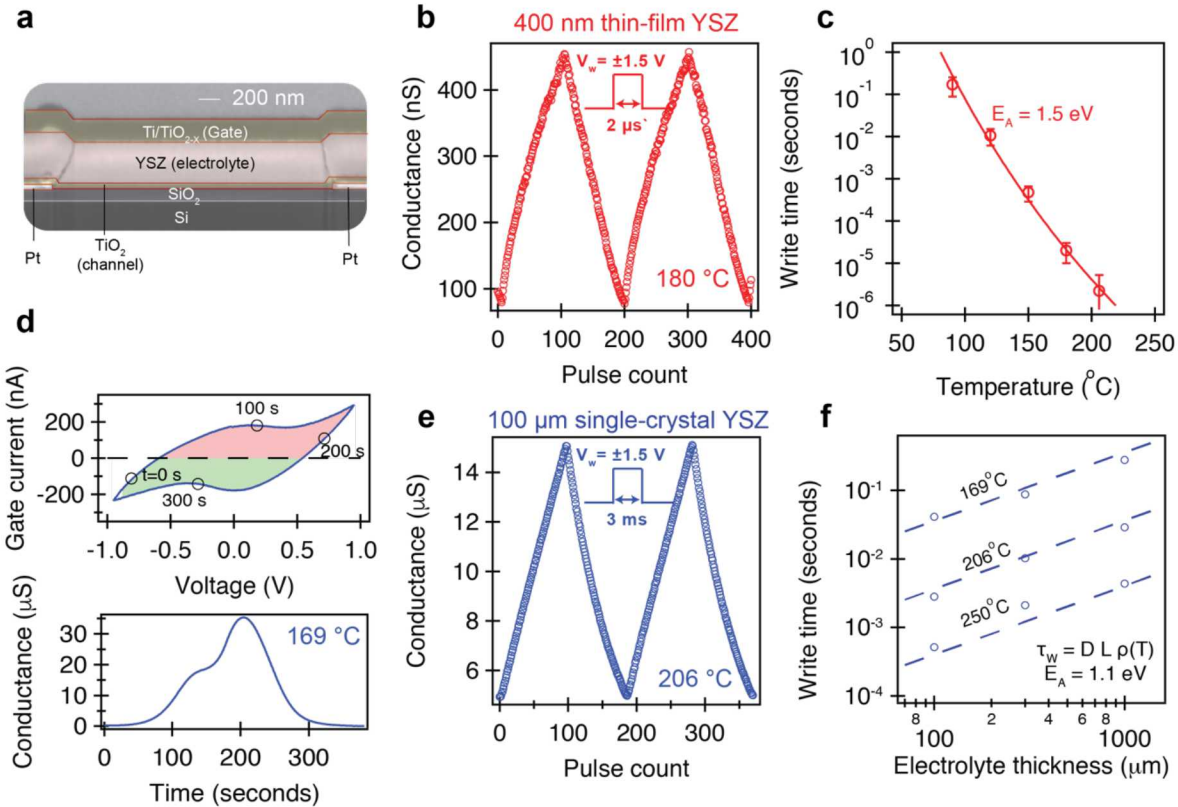 a
200 nm
Ti/TiO2-X (Gate)
YSZ (electrolyte)
SiO2
Si
Pt
TiO2
(channel)
Pt
b
400 nm thin-film YSZ
Vw = ±1.5 V
2 µs`
180 °C
Conductance (nS)
400
300
200
100
0
100
200
300
400
Pulse count
c
EA = 1.5 eV
Write time (seconds)
10^0
10^-1
10^-2
10^-3
10^-4
10^-5
10^-6
50
100
150
200
250
Temperature (°C)
d
Gate current (nA)
200
0
-200
100 s
200 s
t=0 s
300 s
-1.0
-0.5
0.0
0.5
1.0
Voltage (V)
Conductance (µS)
30
20
10
0
169 °C
0
100
200
300
Time (seconds)
e
100 µm single-crystal YSZ
Vw = ±1.5 V
3 ms
206 °C
Conductance (µS)
14
12
10
8
6
0
100
200
300
Pulse count
f
Write time (seconds)
10^-1
10^-2
10^-3
10^-4
169°C
206°C
250°C
τW = D L ρ(T)
EA = 1.1 eV
8
100
2
4
6
8
1000
Electrolyte thickness (µm)